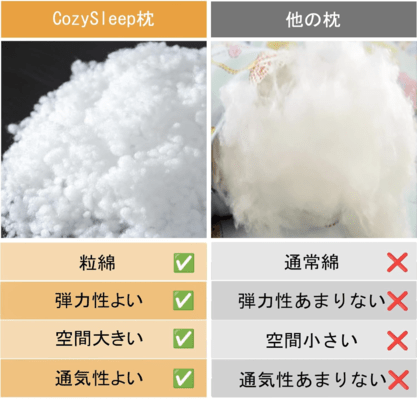 CozySleep枕 他の枕
粒綿 通常綿
弾力性よい 弾力性あまりない
空間大きい 空間小さい
通気性よい 通気性あまりない